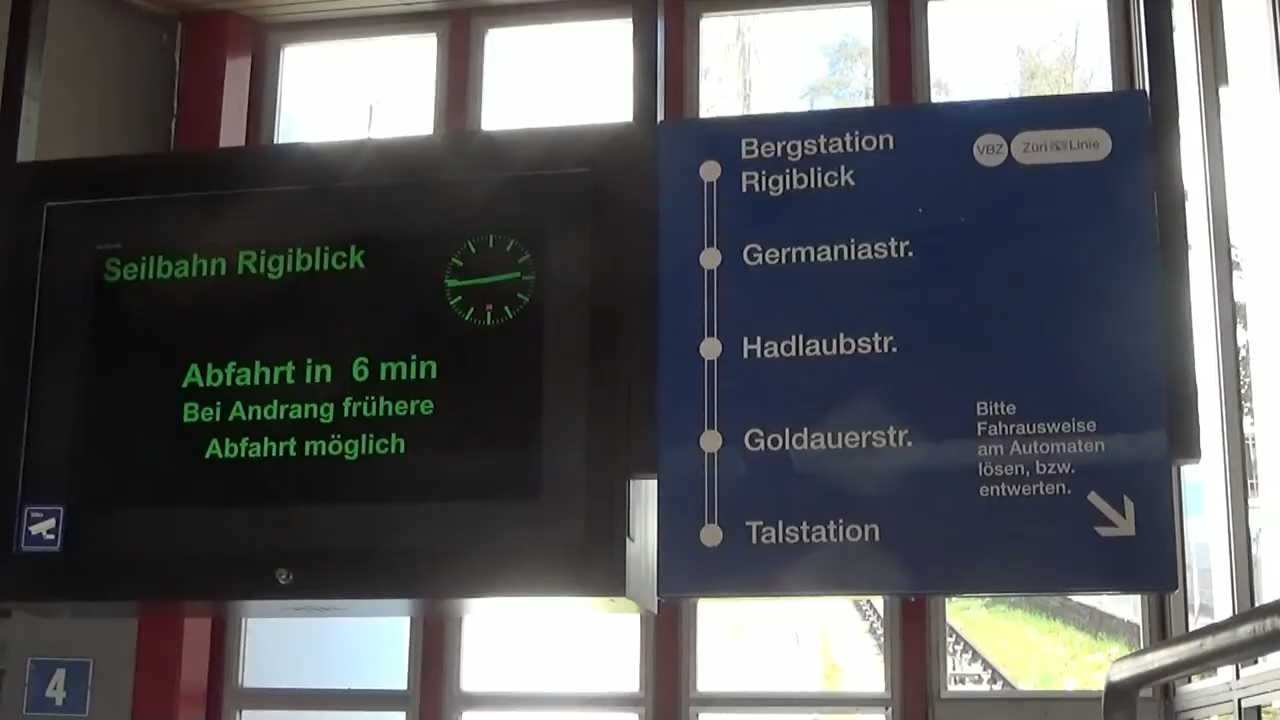 Seilbahn Rigiblick
Abfahrt in 6 min
Bei Andrang frühere
Abfahrt möglich
4
Bergstation
Rigiblick
VBZ
Züri Linie
Germaniastr.
Hadlaubstr.
Goldauerstr.
Talstation
Bitte
Fahrausweise
am Automaten
lösen, bzw.
entwerten.